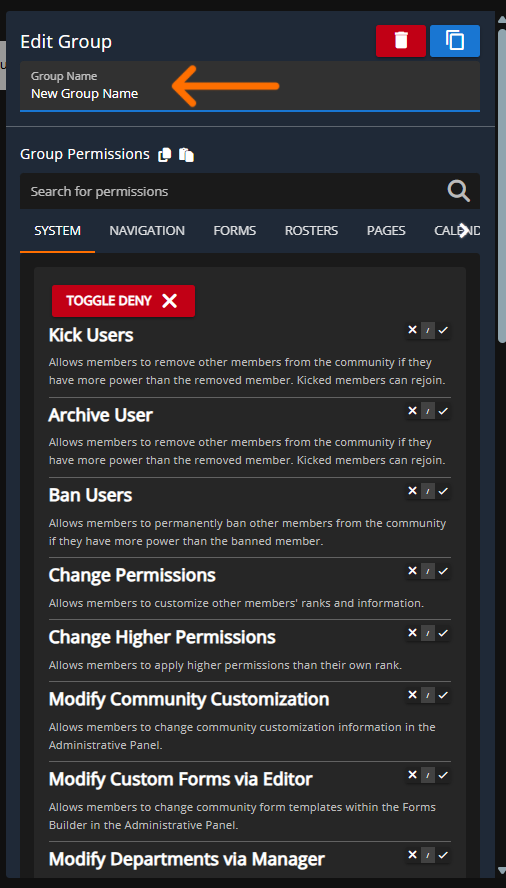 Edit Group
Group Name
New Group Name
Group Permissions
Search for permissions
SYSTEM NAVIGATION FORMS ROSTERS PAGES CALEND
TOGGLE DENY
Kick Users
Allows members to remove other members from the community if they
have more power than the removed member. Kicked members can rejoin.
Archive User
Allows members to remove other members from the community if they
have more power than the removed member. Kicked members can rejoin.
Ban Users
Allows members to permanently ban other members from the community
if they have more power than the banned member.
Change Permissions
Allows members to customize other members' ranks and information.
Change Higher Permissions
Allows members to apply higher permissions than their own rank.
Modify Community Customization
Allows members to change community customization information in the
Administrative Panel.
Modify Custom Forms via Editor
Allows members to change community form templates within the Forms
Builder in the Administrative Panel.
Modify Departments via Manager